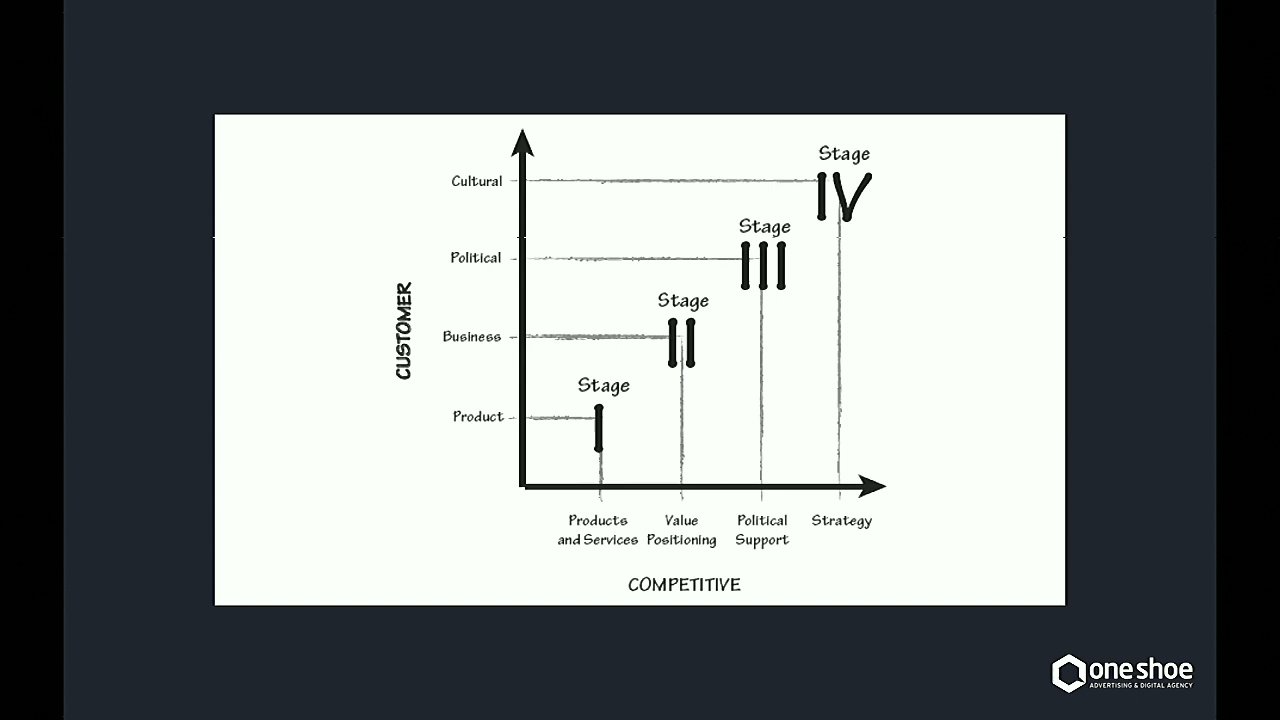 Stage
Cultural
IV
Stage
Political
III
Stage
Business
II
Stage
Product
I
CUSTOMER
Products and Services
Value Positioning
Political Support
Strategy
COMPETITIVE
oneshoe
ADVERTISING & DIGITAL AGENCY